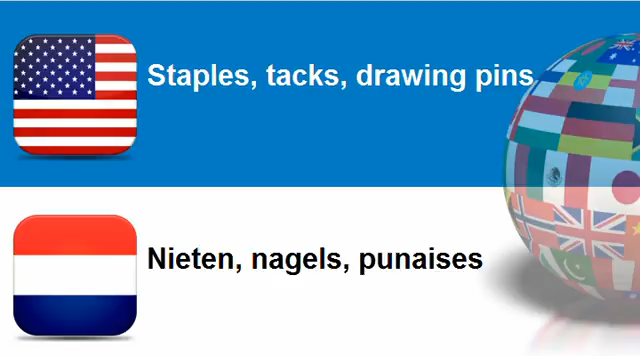 Staples, tacks, drawing pins
Nieten, nagels, punaises